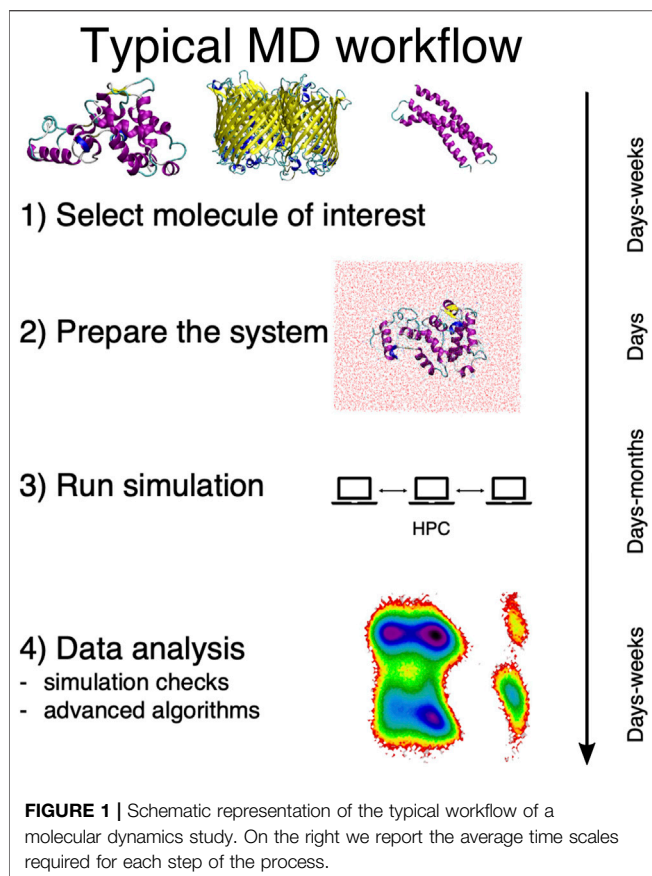 Typical MD workflow
1) Select molecule of interest
Days-weeks
2) Prepare the system
Days
3) Run simulation
HPC
Days-months
4) Data analysis
- simulation checks
- advanced algorithms
Days-weeks
FIGURE 1 | Schematic representation of the typical workflow of a
molecular dynamics study. On the right we report the average time scales
required for each step of the process.